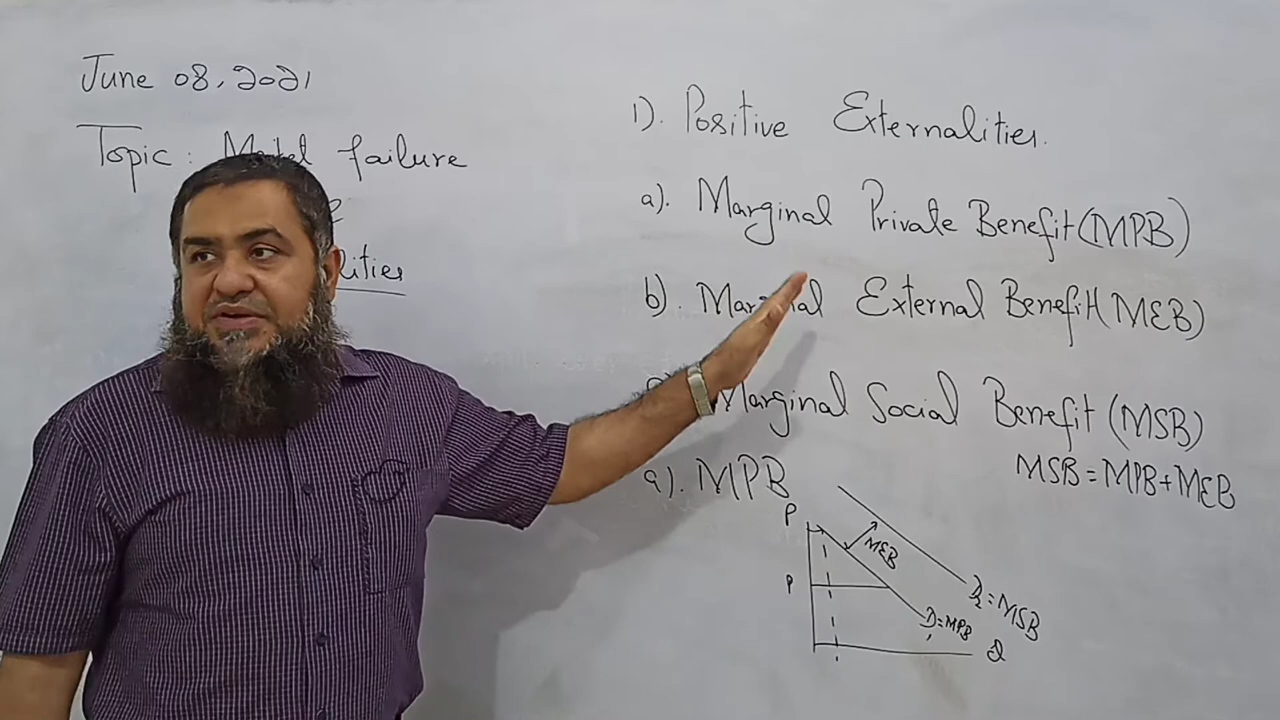 June 08, 2021
Topic: Market failure
lities
1). Positive Externalities.
a). Marginal Private Benefit (MPB)
b). Marginal External Benefit (MEB)
Marginal Social Benefit (MSB)
MSB = MPB + MEB
a). MPB
P
MEB
P
D2 = MSB
D1 = MPB
Q